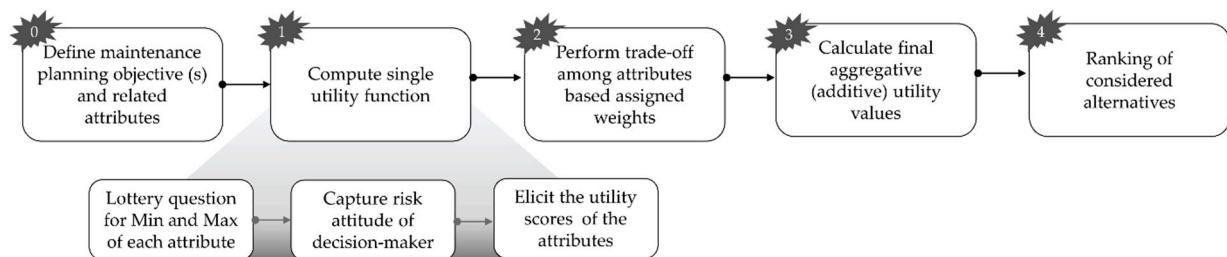 0
Define maintenance
planning objective (s)
and related
attributes
1
Compute single
utility function
2
Perform trade-off
among attributes
based assigned
weights
3
Calculate final
aggregative
(additive) utility
values
4
Ranking of
considered
alternatives
Lottery question
for Min and Max
of each attribute
Capture risk
attitude of
decision-maker
Elicit the utility
scores of the
attributes